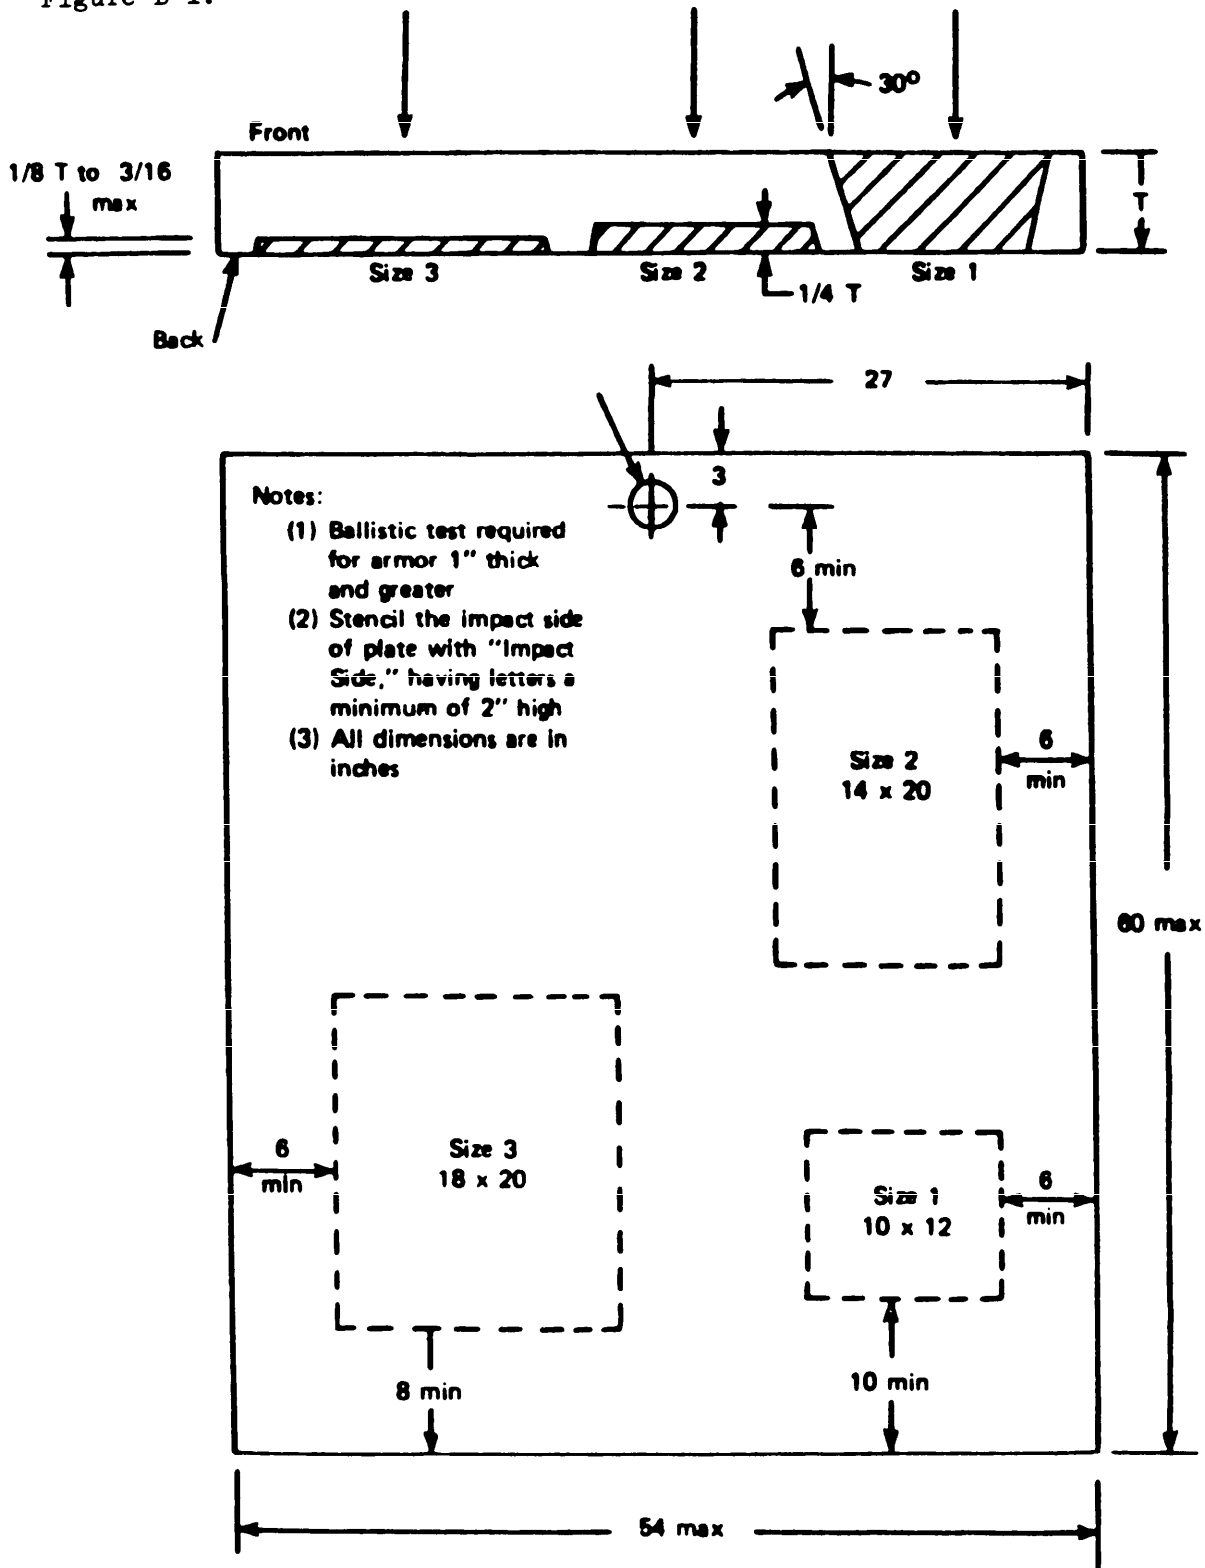 Figure B-1.
30°
Front
1/8 T to 3/16
max
T
Size 3
Size 2
Size 1
1/4 T
Back
27
3
Notes:
(1) Ballistic test required
for armor 1" thick
and greater
(2) Stencil the impact side
of plate with "Impact
Side," having letters a
minimum of 2" high
(3) All dimensions are in
inches
6 min
Size 2
14 x 20
6
min
60 max
Size 3
18 x 20
6
min
Size 1
10 x 12
6
min
8 min
10 min
54 max